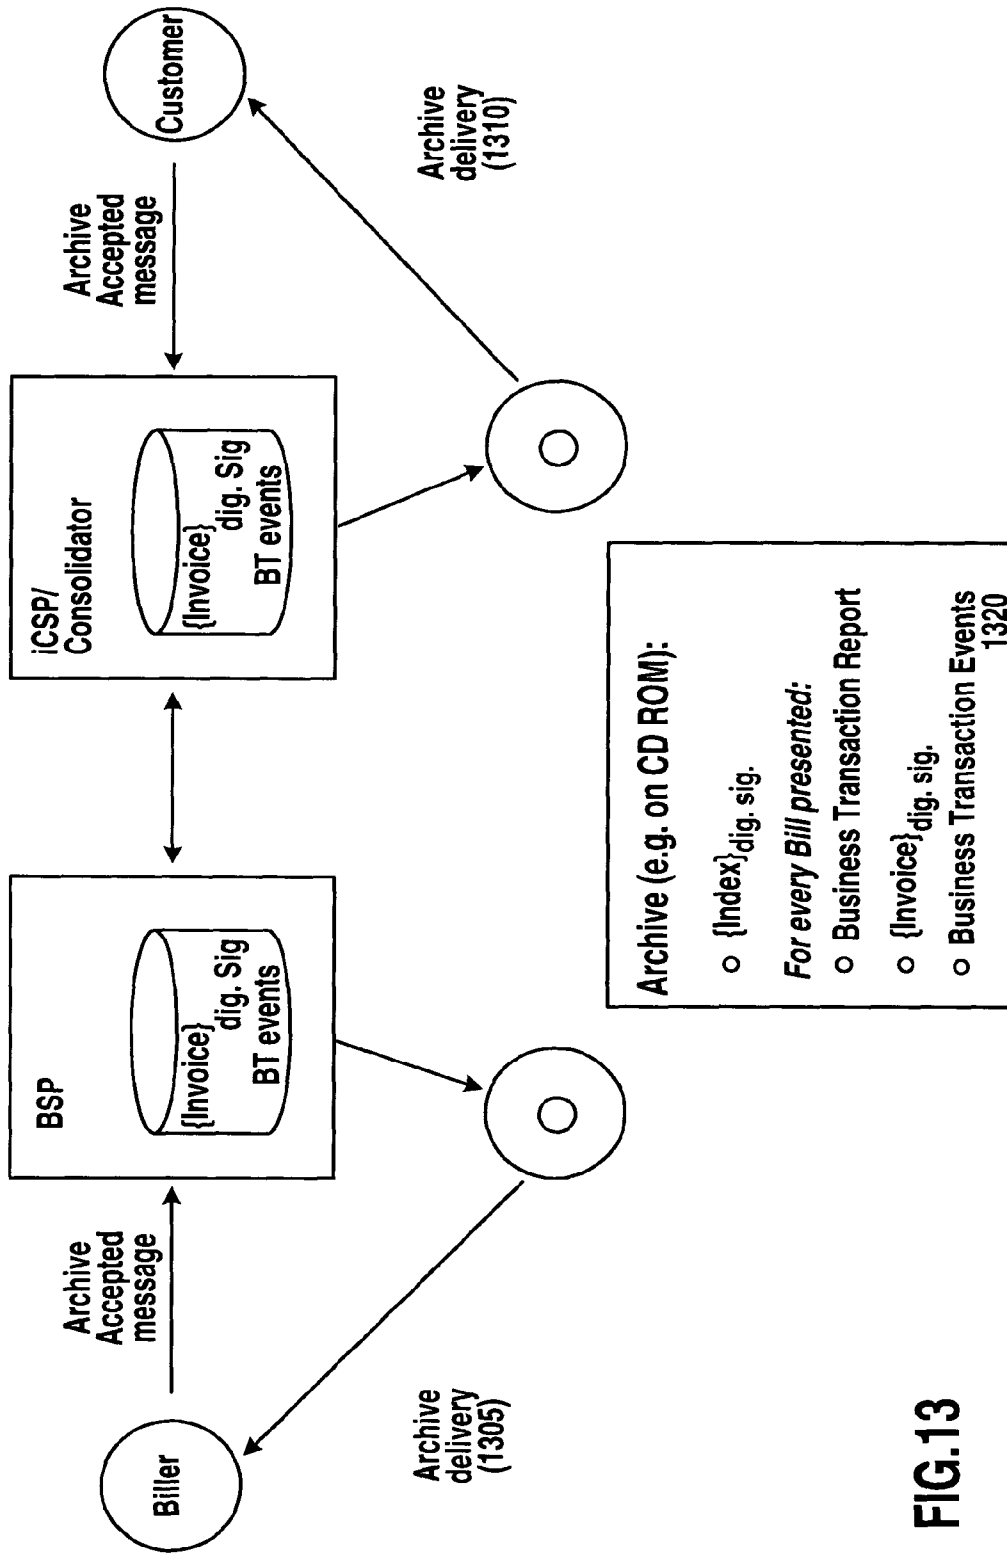 Biller
Archive
Accepted
message
BSP
{Invoice}
dig. Sig
BT events
iCSP/
Consolidator
{Invoice}
dig. Sig
BT events
Archive
Accepted
message
Customer
Archive
delivery
(1305)
Archive
delivery
(1310)
Archive (e.g. on CD ROM):
○ {Index}dig. sig.
For every Bill presented:
○ Business Transaction Report
○ {Invoice}dig. sig.
○ Business Transaction Events
1320
FIG.13